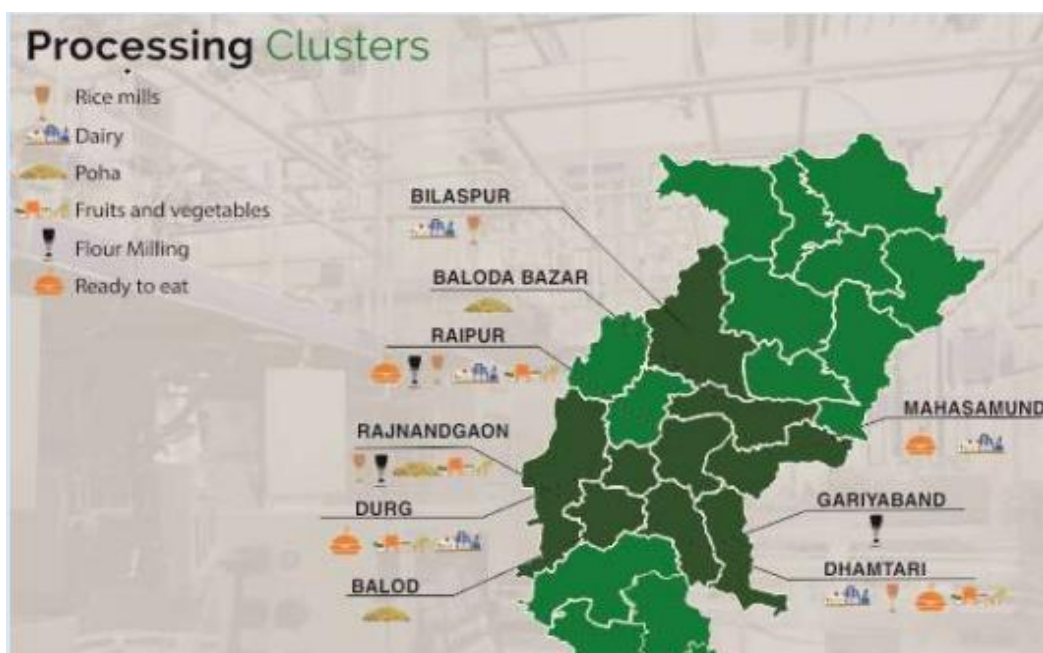 Processing Clusters
Rice mills
Dairy
Poha
Fruits and vegetables
Flour Milling
Ready to eat
BILASPUR
BALODA BAZAR
RAIPUR
RAJNANDGAON
DURG
BALOD
MAHASAMUND
GARIYABAND
DHAMTARI